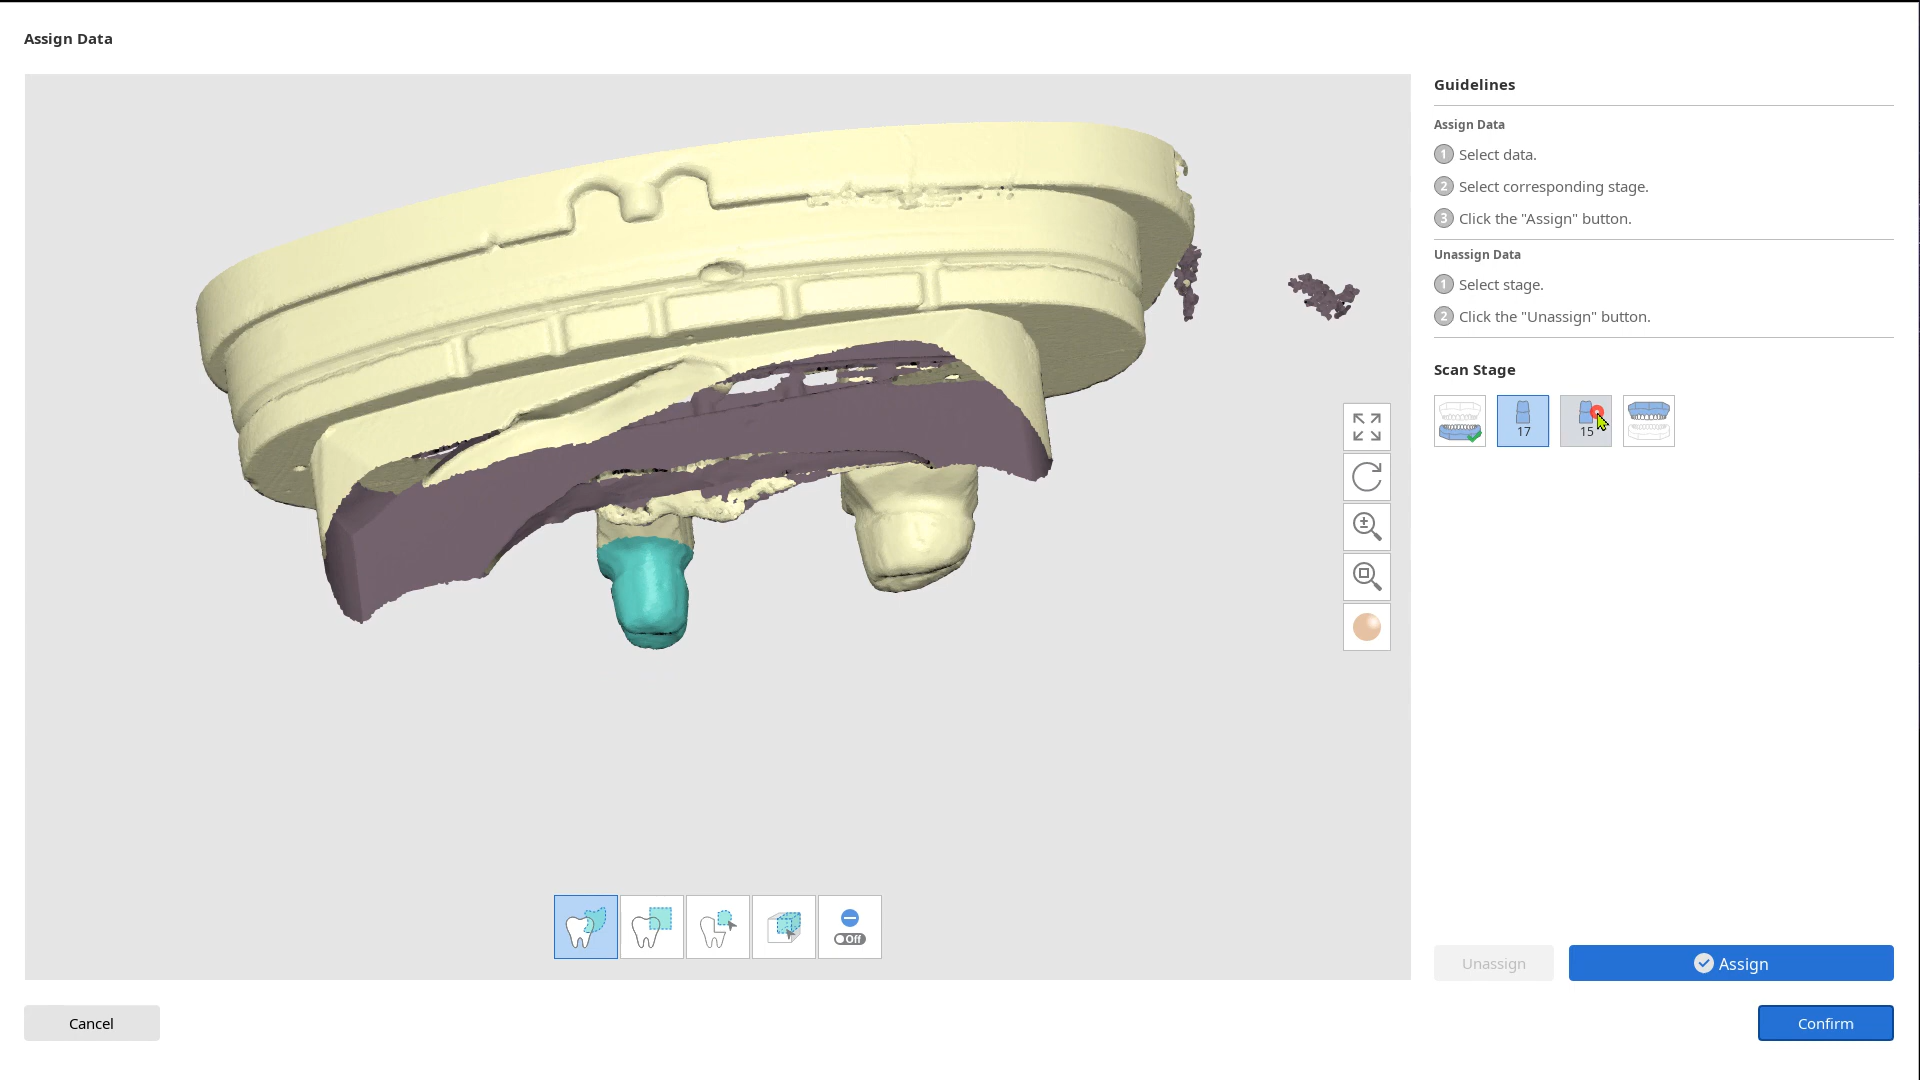 Assign Data
Guidelines
Assign Data
1 Select data.
2 Select corresponding stage.
3 Click the "Assign" button.
Unassign Data
1 Select stage.
2 Click the "Unassign" button.
Scan Stage
17
15
Off
Unassign
Assign
Cancel
Confirm